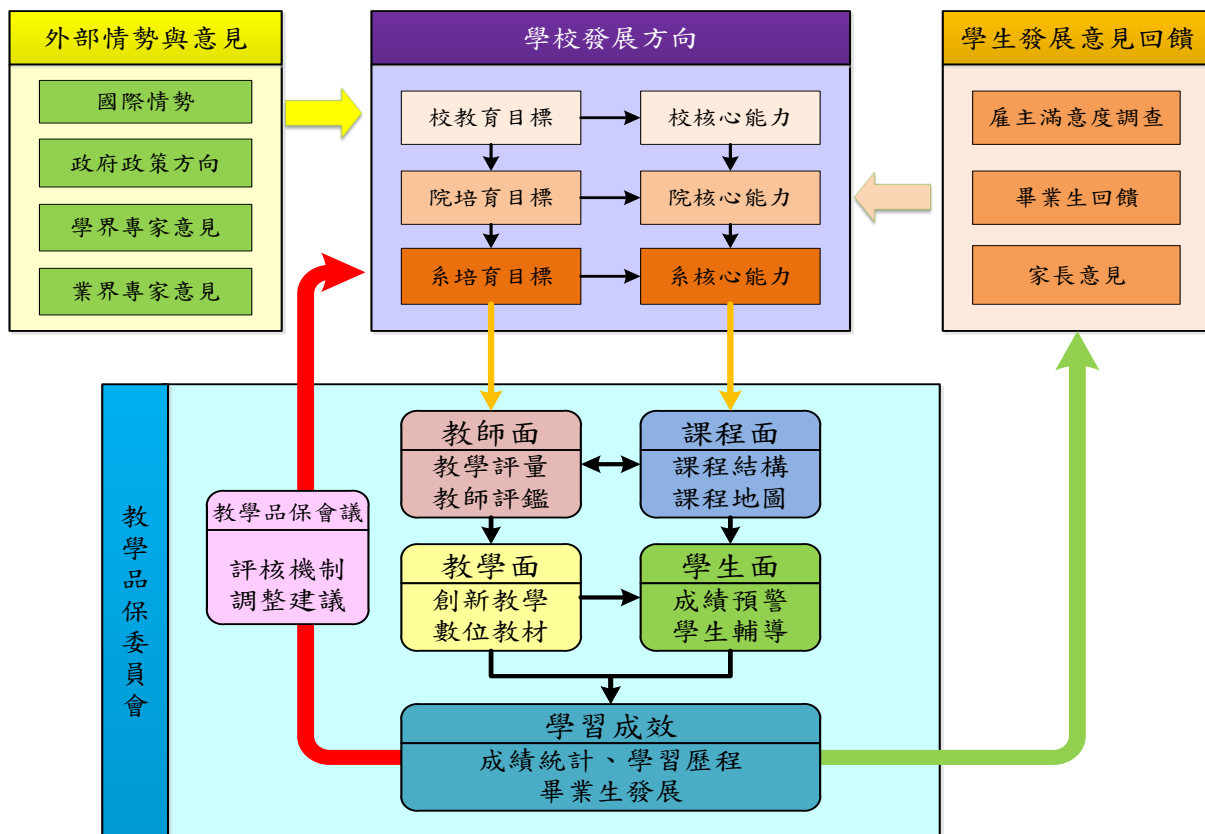 外部情勢與意見
國際情勢
政府政策方向
學界專家意見
業界專家意見
學校發展方向
校教育目標
校核心能力
院培育目標
院核心能力
系培育目標
系核心能力
學生發展意見回饋
雇主滿意度調查
畢業生回饋
家長意見
教學品保委員會
教學品保會議
評核機制
調整建議
教師面
教學評量
教師評鑑
課程面
課程結構
課程地圖
教學面
創新教學
數位教材
學生面
成績預警
學生輔導
學習成效
成績統計、學習歷程
畢業生發展